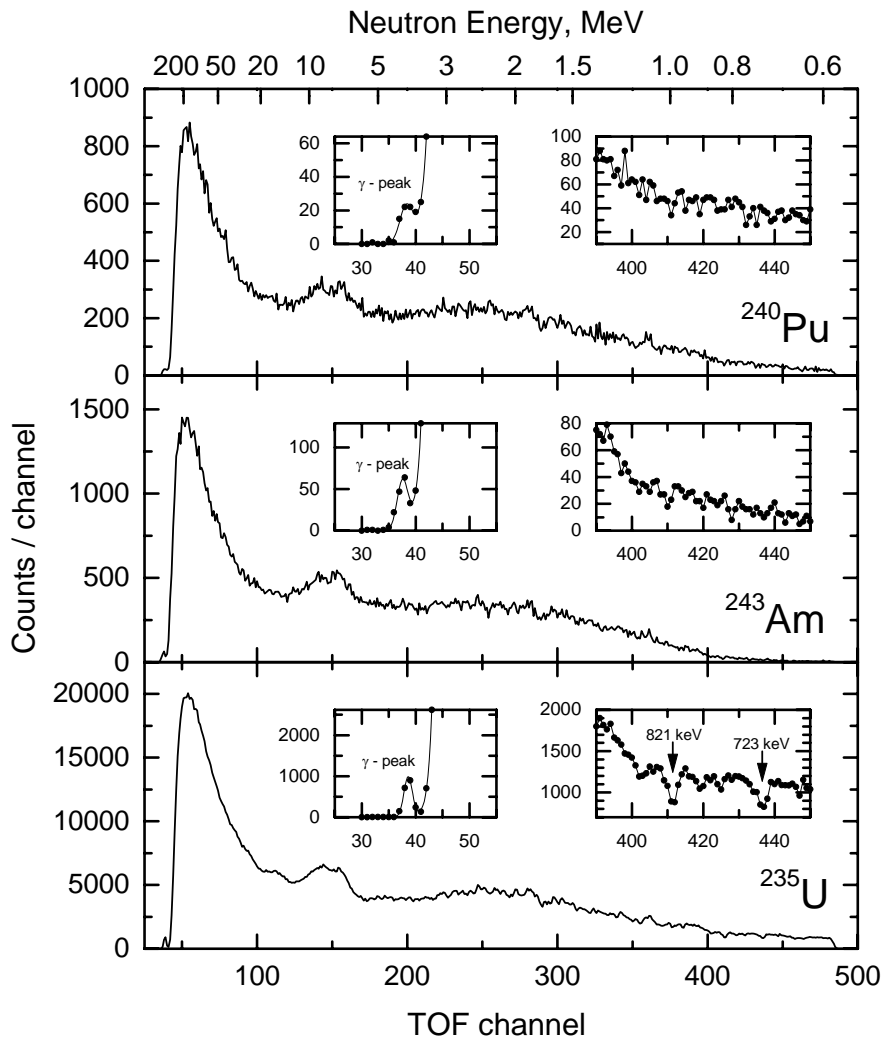 Neutron Energy, MeV
200 50 20 10 5 3 2 1.5 1.0 0.8 0.6
Counts / channel
1000
800
600
400
200
0
60
40
20
0
γ - peak
30 40 50
100
80
60
40
20
400 420 440
²⁴⁰Pu
1500
1000
500
0
100
50
0
γ - peak
30 40 50
80
60
40
20
0
400 420 440
²⁴³Am
20000
15000
10000
5000
0
2000
1000
0
γ - peak
30 40 50
2000
1500
1000
821 keV
723 keV
400 420 440
²³⁵U
100 200 300 400 500
TOF channel